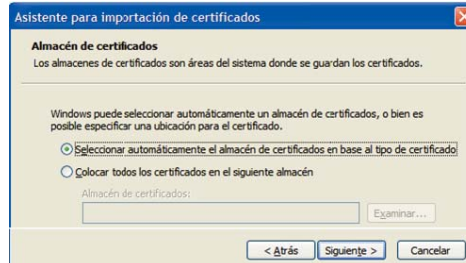 Asistente para importación de certificados
Almacén de certificados
Los almacenes de certificados son áreas del sistema donde se guardan los certificados.
Windows puede seleccionar automáticamente un almacén de certificados, o bien es
posible especificar una ubicación para el certificado.
Seleccionar automáticamente el almacén de certificados en base al tipo de certificado
Colocar todos los certificados en el siguiente almacén
Almacén de certificados:
Examinar...
< Atrás Siguiente > Cancelar